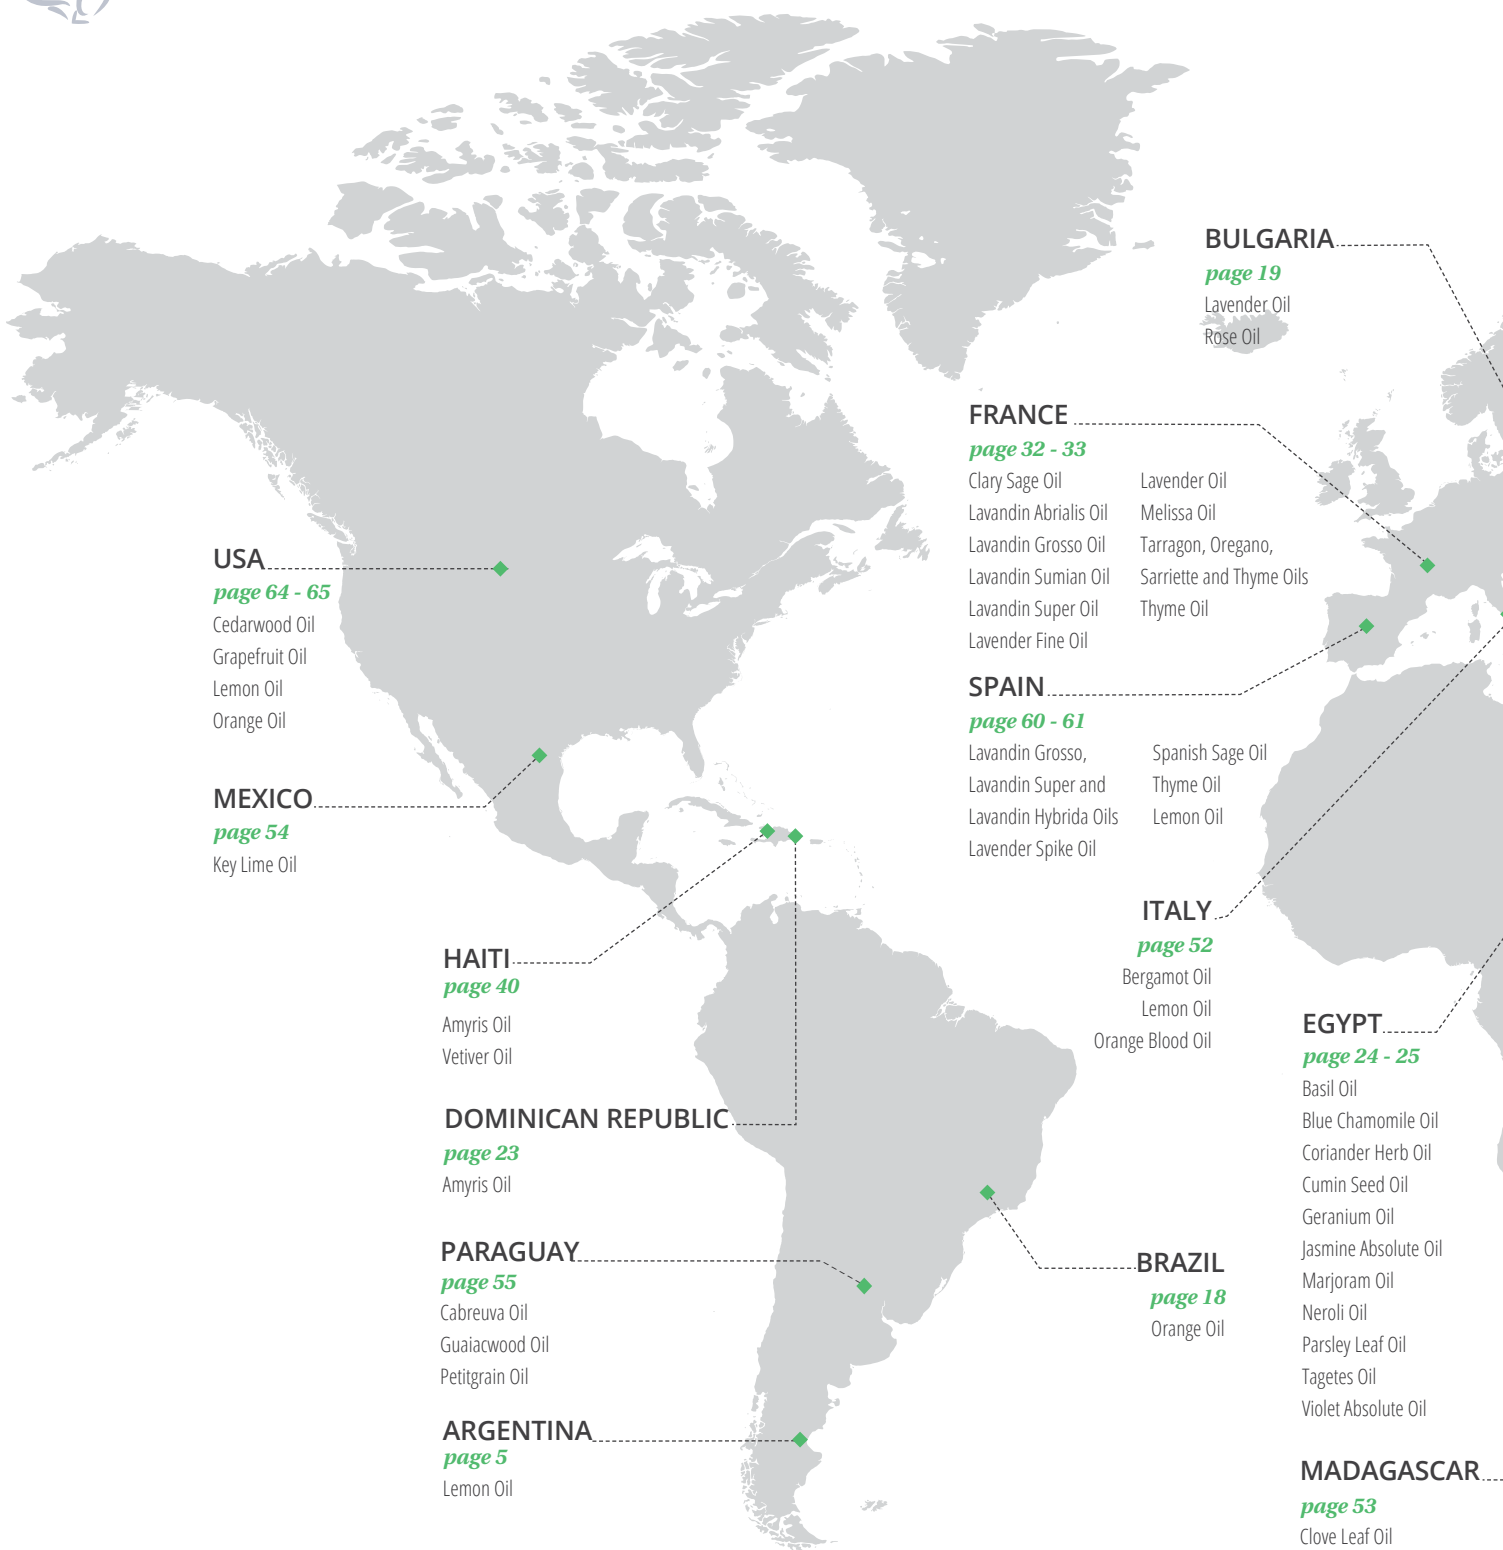 BULGARIA
page 19
Lavender Oil
Rose Oil
FRANCE
page 32 - 33
Clary Sage Oil
Lavandin Abrialis Oil
Lavandin Grosso Oil
Lavandin Sumian Oil
Lavandin Super Oil
Lavender Fine Oil
Lavender Oil
Melissa Oil
Tarragon, Oregano,
Sarriette and Thyme Oils
Thyme Oil
USA
page 64 - 65
Cedarwood Oil
Grapefruit Oil
Lemon Oil
Orange Oil
SPAIN
page 60 - 61
Lavandin Grosso,
Lavandin Super and
Lavandin Hybrida Oils
Lavender Spike Oil
Spanish Sage Oil
Thyme Oil
Lemon Oil
MEXICO
page 54
Key Lime Oil
ITALY
page 52
Bergamot Oil
Lemon Oil
Orange Blood Oil
HAITI
page 40
Amyris Oil
Vetiver Oil
EGYPT
page 24 - 25
Basil Oil
Blue Chamomile Oil
Coriander Herb Oil
Cumin Seed Oil
Geranium Oil
Jasmine Absolute Oil
Marjoram Oil
Neroli Oil
Parsley Leaf Oil
Tagetes Oil
Violet Absolute Oil
DOMINICAN REPUBLIC
page 23
Amyris Oil
PARAGUAY
page 55
Cabreuva Oil
Guaiacwood Oil
Petitgrain Oil
BRAZIL
page 18
Orange Oil
ARGENTINA
page 5
Lemon Oil
MADAGASCAR
page 53
Clove Leaf Oil